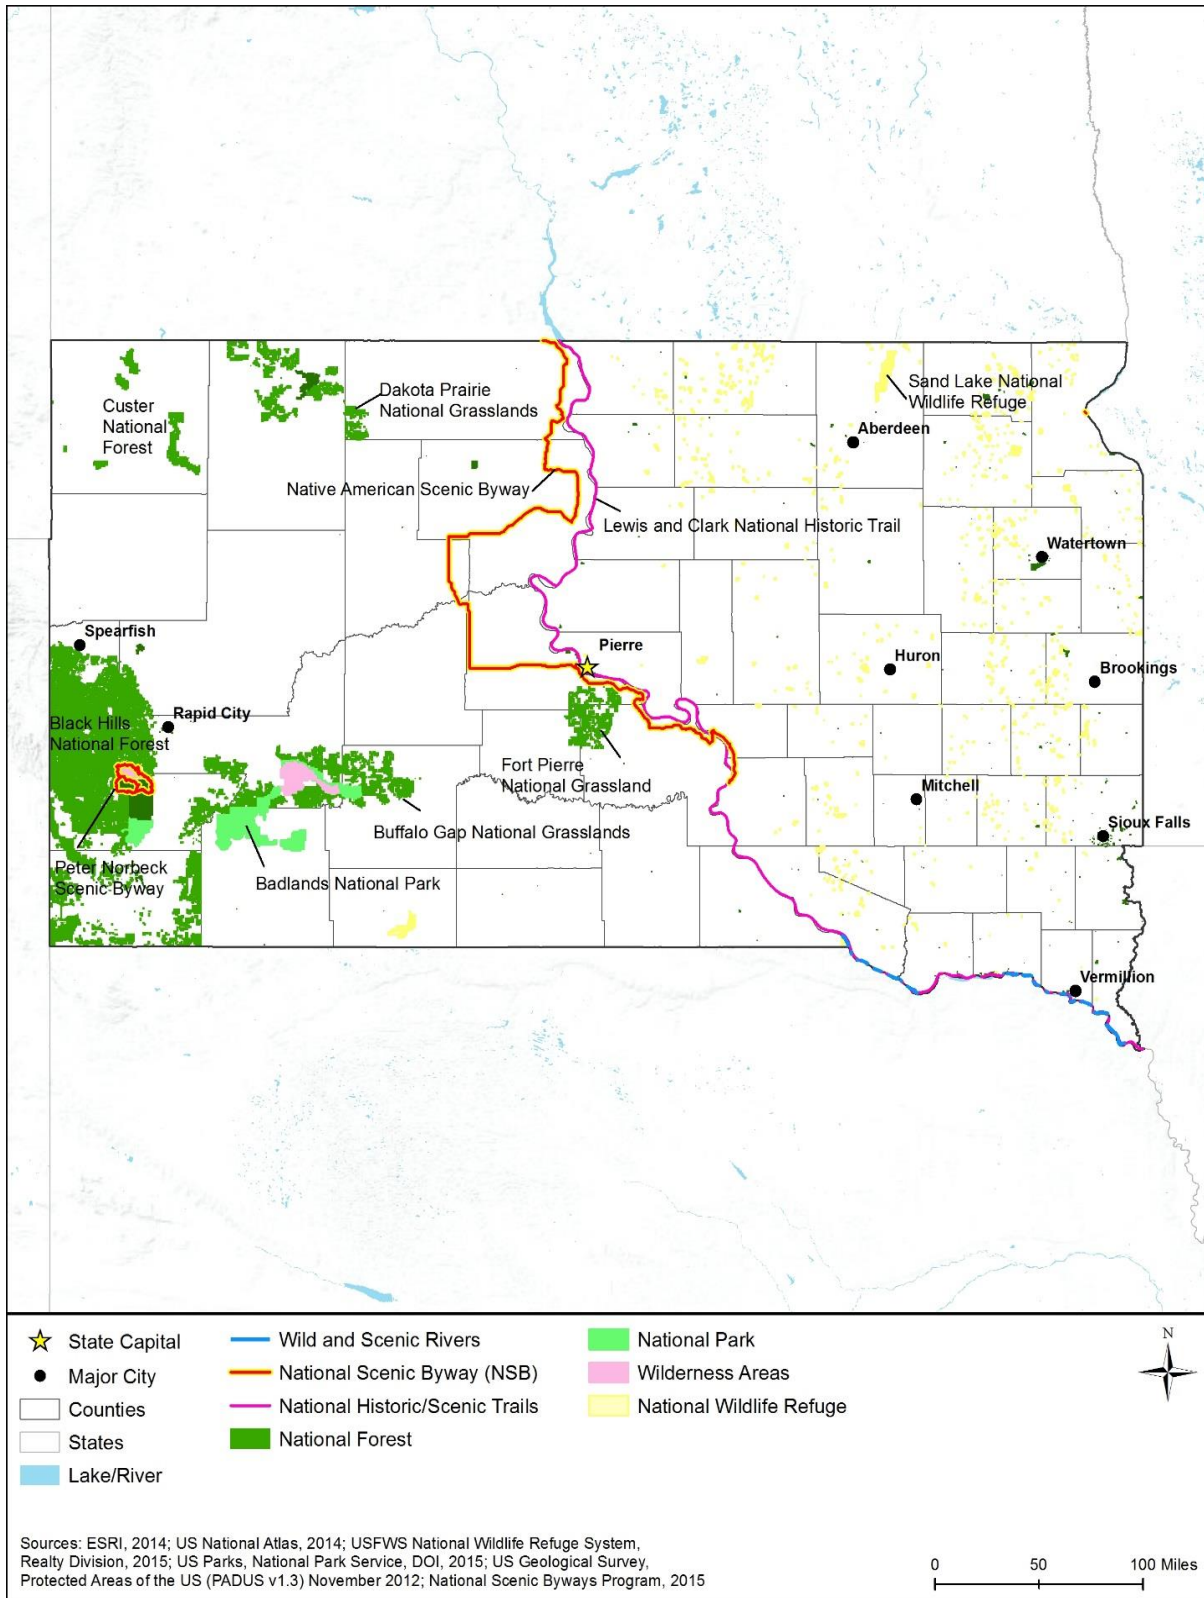 Dakota Prairie
National Grasslands
Sand Lake National
Wildlife Refuge
Custer
National
Forest
Aberdeen
Native American Scenic Byway
Lewis and Clark National Historic Trail
Watertown
Spearfish
Pierre
Huron
Brookings
Black Hills
National Forest
Rapid City
Fort Pierre
National Grassland
Mitchell
Buffalo Gap National Grasslands
Sioux Falls
Peter Norbeck
Scenic Byway
Badlands National Park
Vermillion
State Capital
Major City
Counties
States
Lake/River
Wild and Scenic Rivers
National Scenic Byway (NSB)
National Historic/Scenic Trails
National Forest
National Park
Wilderness Areas
National Wildlife Refuge
N
Sources: ESRI, 2014; US National Atlas, 2014; USFWS National Wildlife Refuge System,
Realty Division, 2015; US Parks, National Park Service, DOI, 2015; US Geological Survey,
Protected Areas of the US (PADUS v1.3) November 2012; National Scenic Byways Program, 2015
0 50 100 Miles